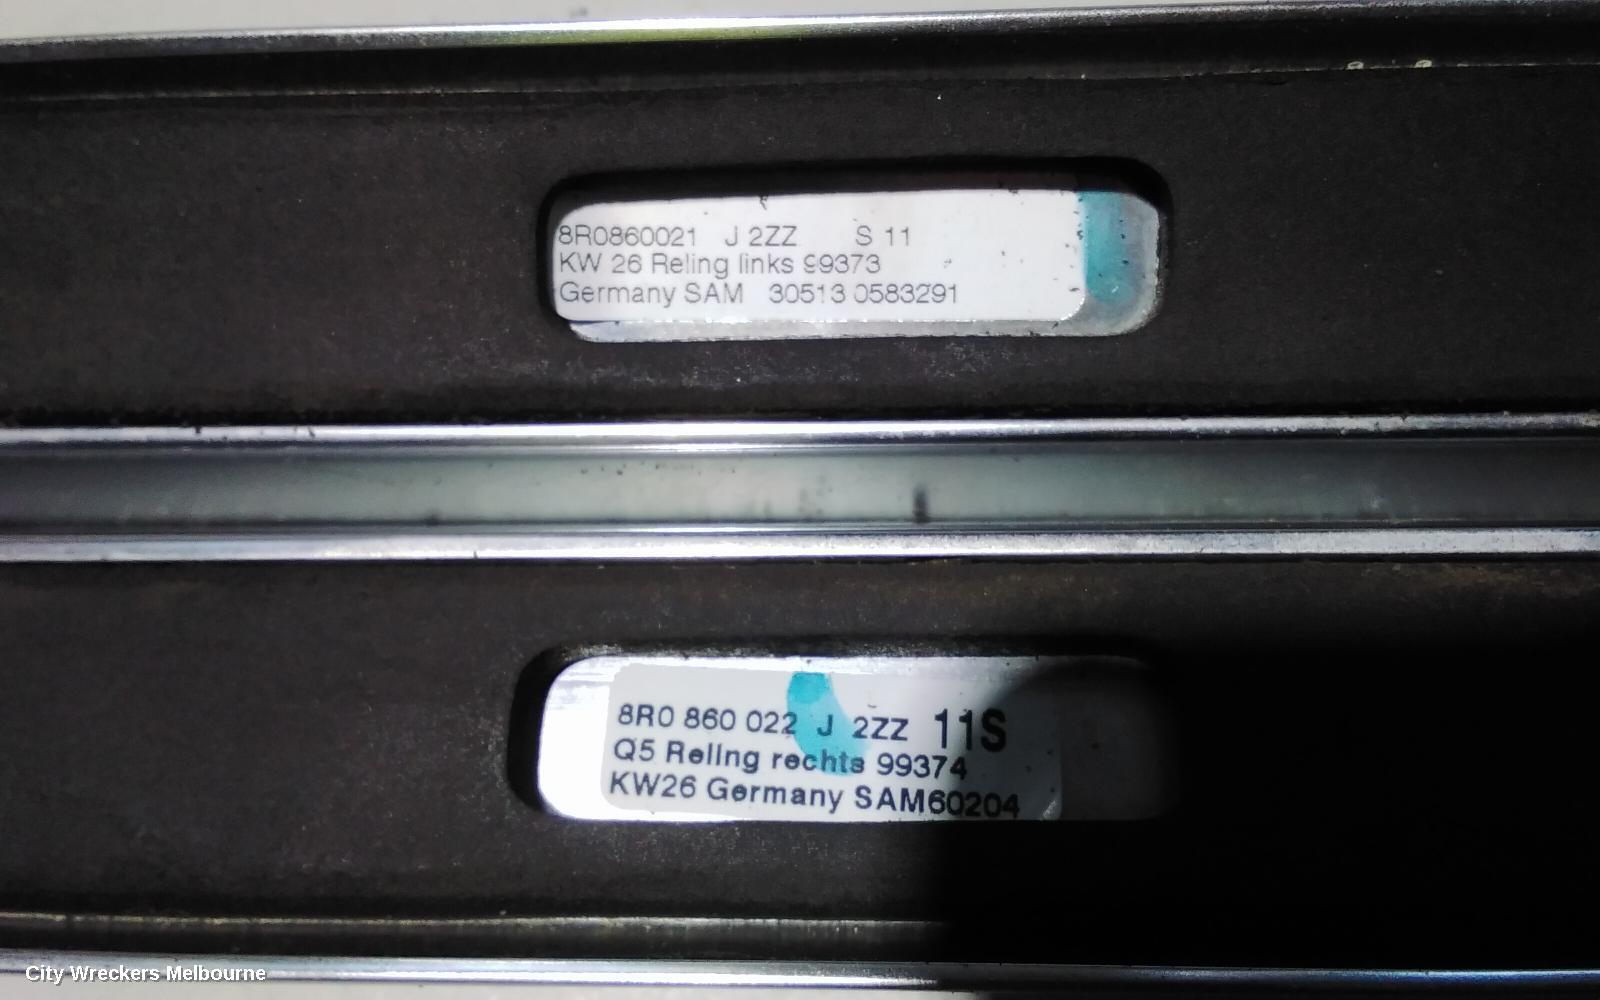 8R0860021 J 2ZZ S 11
KW 26 Reling links 99373
Germany SAM 30513 0583291
8R0 860 022 J 2ZZ 11S
Q5 Reling rechts 99374
KW26 Germany SAM60204
City Wreckers Melbourne